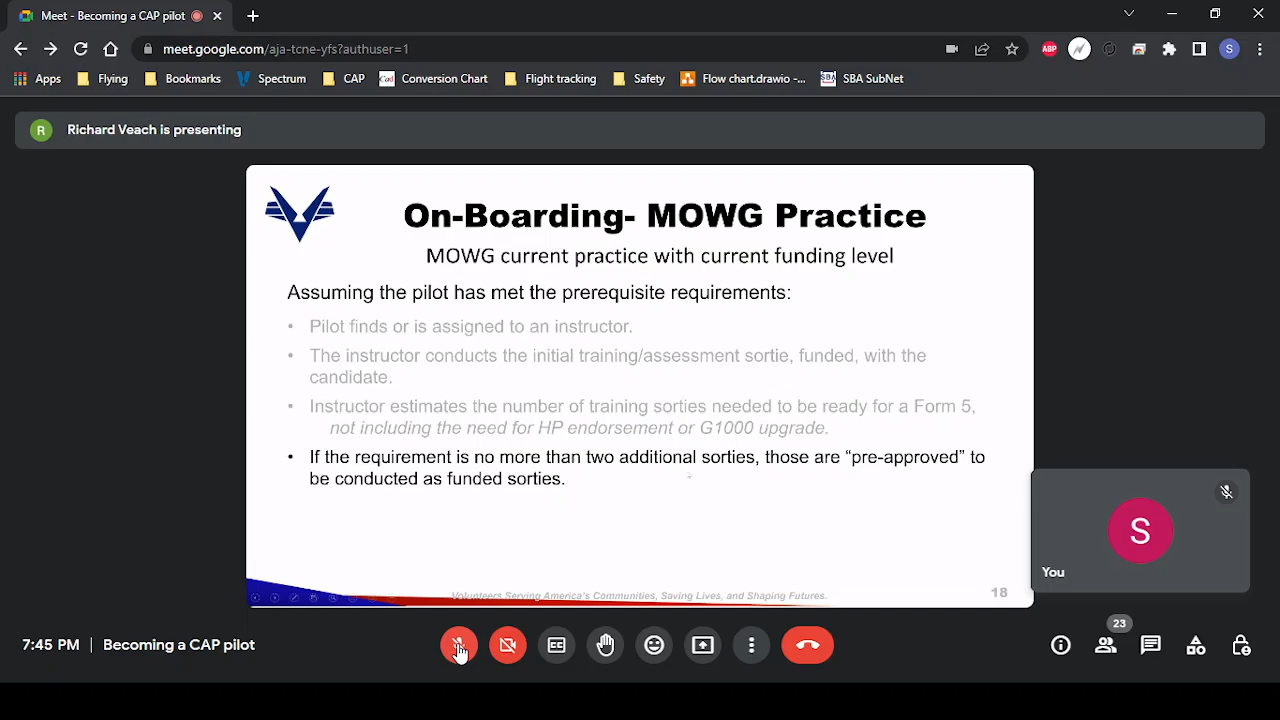 Meet - Becoming a CAP pilot
meet.google.com/aja-tcne-yfs?authuser=1
ABP
S
Apps Flying Bookmarks Spectrum CAP Cad Conversion Chart Flight tracking Safety Flow chart.drawio -... SBA SBA SubNet
R Richard Veach is presenting
On-Boarding- MOWG Practice
MOWG current practice with current funding level
Assuming the pilot has met the prerequisite requirements:
• Pilot finds or is assigned to an instructor.
• The instructor conducts the initial training/assessment sortie, funded, with the
candidate.
• Instructor estimates the number of training sorties needed to be ready for a Form 5,
not including the need for HP endorsement or G1000 upgrade.
• If the requirement is no more than two additional sorties, those are “pre-approved” to
be conducted as funded sorties.
S
You
Volunteers Serving America's Communities, Saving Lives, and Shaping Futures.
18
23
7:45 PM | Becoming a CAP pilot